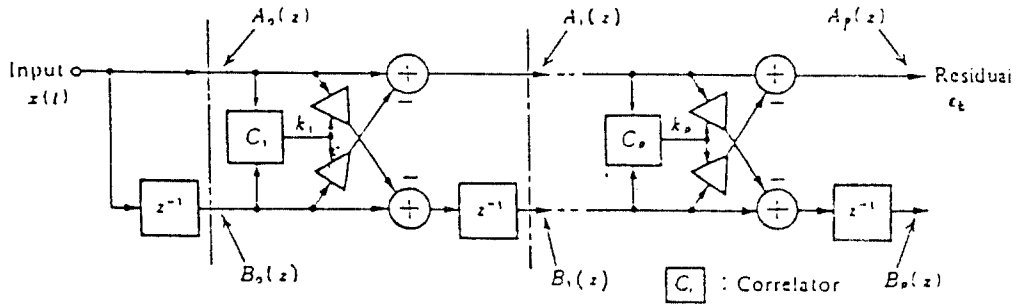 A₀(z) A₁(z) Aₚ(z)
Input
x(t)
Residual
εₜ
C₁ k₁
Cₚ kₚ
+ − + −
− + − +
z⁻¹ z⁻¹ z⁻¹
B₀(z) B₁(z) Bₚ(z)
Cᵢ : Correlator